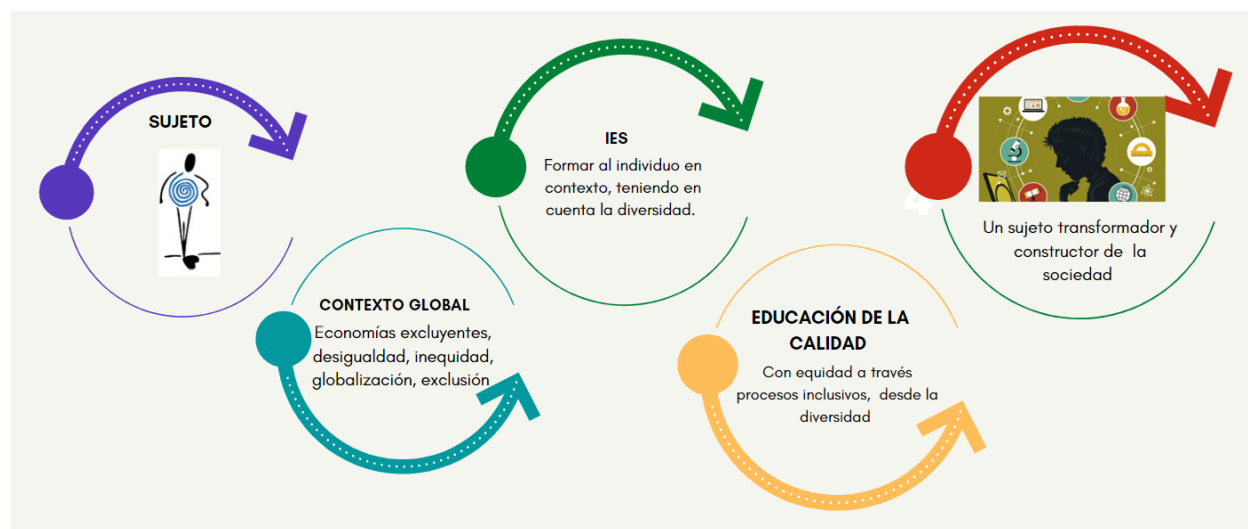 SUJETO
CONTEXTO GLOBAL
Economías excluyentes,
desigualdad, inequidad,
globalización, exclusión
IES
Formar al individuo en
contexto, teniendo en
cuenta la diversidad.
EDUCACIÓN DE LA
CALIDAD
Con equidad a través
procesos inclusivos, desde la
diversidad
4
Un sujeto transformador y
constructor de la
sociedad